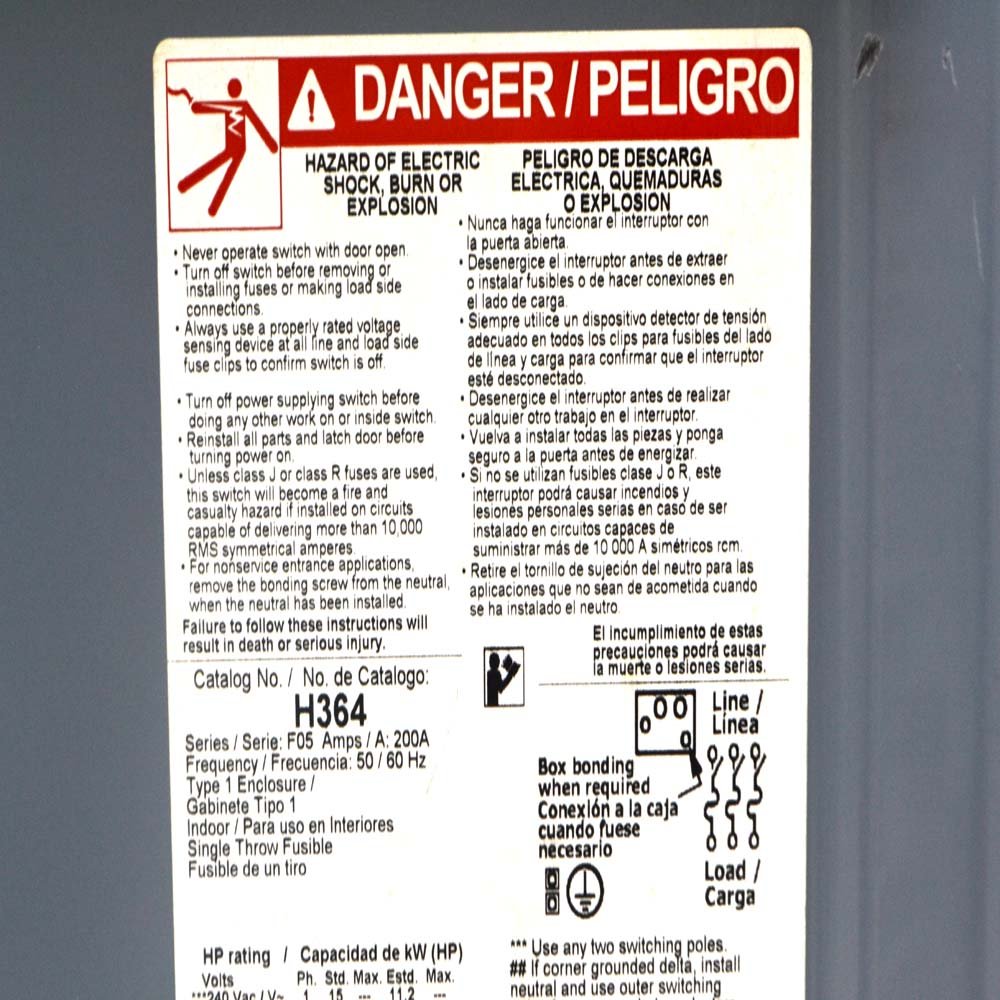 DANGER / PELIGRO
HAZARD OF ELECTRIC
SHOCK, BURN OR
EXPLOSION
• Never operate switch with door open.
• Turn off switch before removing or
installing fuses or making load side
connections.
• Always use a properly rated voltage
sensing device at all line and load side
fuse clips to confirm switch is off.
• Turn off power supplying switch before
doing any other work on or inside switch.
• Reinstall all parts and latch door before
turning power on.
• Unless class J or class R fuses are used,
this switch will become a fire and
casualty hazard if installed on circuits
capable of delivering more than 10,000
RMS symmetrical amperes.
• For nonservice entrance applications,
remove the bonding screw from the neutral,
when the neutral has been installed.
Failure to follow these instructions will
result in death or serious injury.
PELIGRO DE DESCARGA
ELÉCTRICA, QUEMADURAS
O EXPLOSION
• Nunca haga funcionar el interruptor con
la puerta abierta.
• Desenergice el interruptor antes de extraer
o instalar fusibles o de hacer conexiones en
el lado de carga.
• Siempre utilice un dispositivo detector de tensión
adecuado en todos los clips para fusibles del lado
de línea y carga para confirmar que el interruptor
esté desconectado.
• Desenergice el interruptor antes de realizar
cualquier otro trabajo en el interruptor.
• Vuelva a instalar todas las piezas y ponga
seguro a la puerta antes de energizar.
• Si no se utilizan fusibles clase J o R, este
interruptor podrá causar incendios y
lesiones personales serias en caso de ser
instalado en circuitos capaces de
suministrar más de 10 000 A simétricos rcm.
• Retire el tornillo de sujeción del neutro para las
aplicaciones que no sean de acometida cuando
se ha instalado el neutro.
El incumplimiento de estas
precauciones podrá causar
la muerte o lesiones serias.
Catalog No. / No. de Catalogo:
H364
Series / Serie: F05 Amps / A: 200A
Frequency / Frecuencia: 50 / 60 Hz
Type 1 Enclosure /
Gabinete Tipo 1
Indoor / Para uso en Interiores
Single Throw Fusible
Fusible de un tiro
Line /
Línea
Box bonding
when required
Conexión a la caja
cuando fuese
necesario
Load /
Carga
HP rating / Capacidad de kW (HP)
Volts Ph. Std. Max. Estd. Max.
***240 Vac / V~ 1 15 --- 11.2 ---
*** Use any two switching poles.
## If corner grounded delta, install
neutral and use outer switching